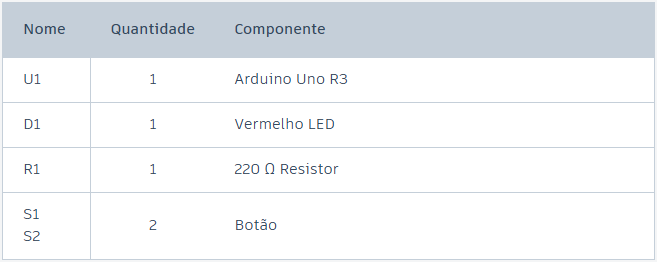 Nome Quantidade Componente
U1 1 Arduino Uno R3
D1 1 Vermelho LED
R1 1 220 Ω Resistor
S1
S2 2 Botão